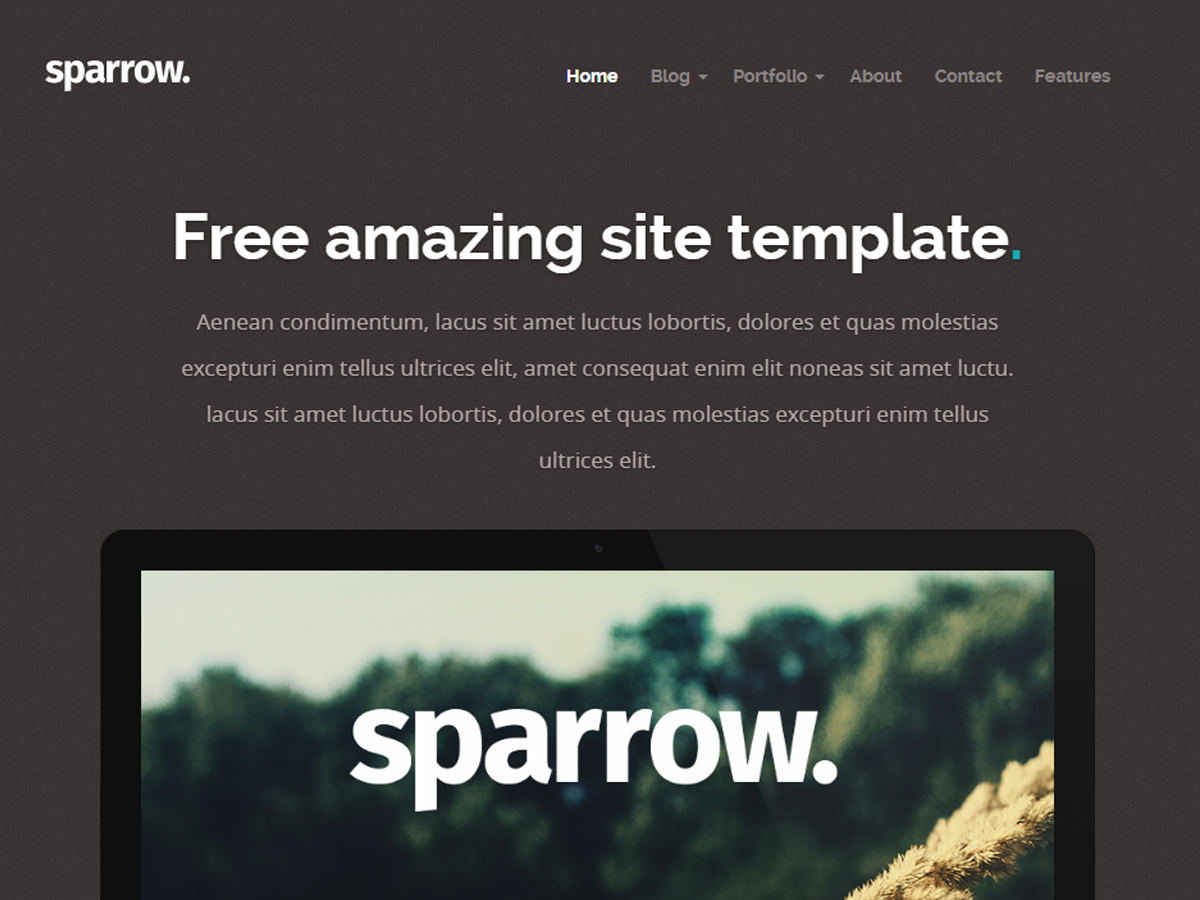 sparrow.
Home Blog Portfolio About Contact Features
Free amazing site template.
Aenean condimentum, lacus sit amet luctus lobortis, dolores et quas molestias
excepturi enim tellus ultrices elit, amet consequat enim elit noneas sit amet luctu.
lacus sit amet luctus lobortis, dolores et quas molestias excepturi enim tellus
ultrices elit.
sparrow.